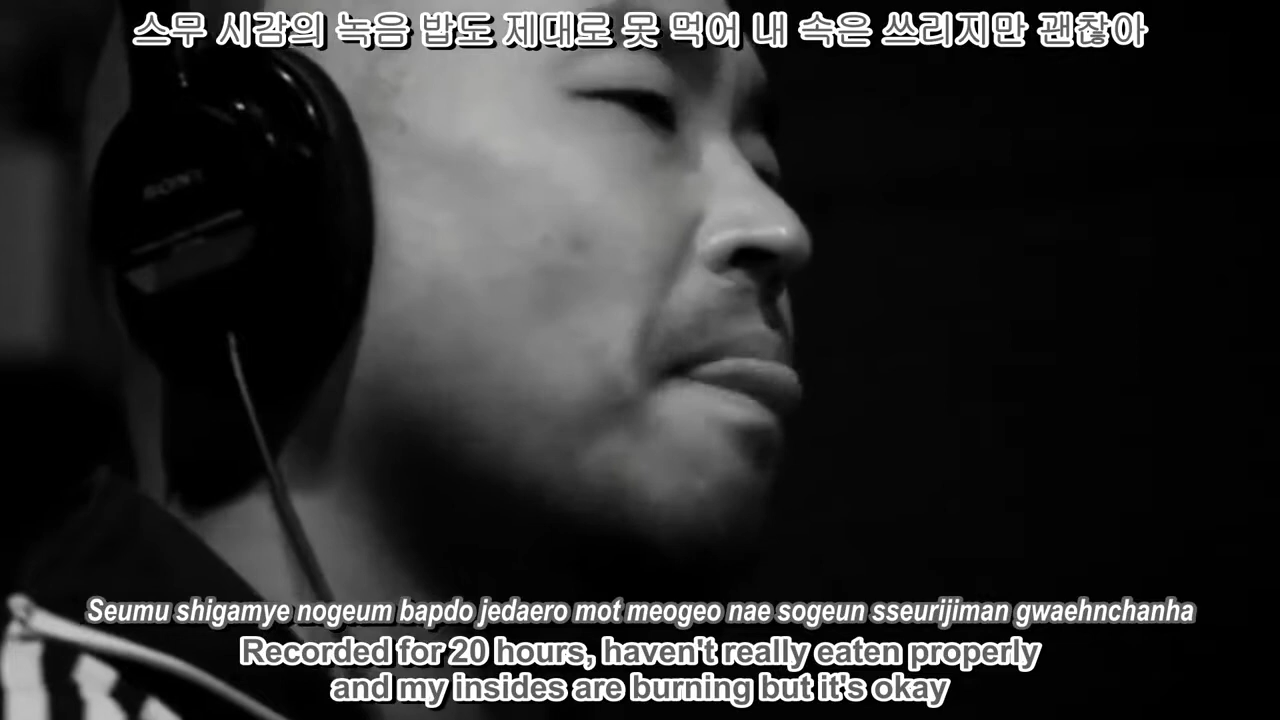 스무 시감의 녹음 밥도 제대로 못 먹어 내 속은 쓰리지만 괜찮아
SONY
Seumu shigamye nogeum bapdo jedaero mot meogeo nae sogeun sseurijiman gwaehnchanha
Recorded for 20 hours, haven't really eaten properly
and my insides are burning but it's okay